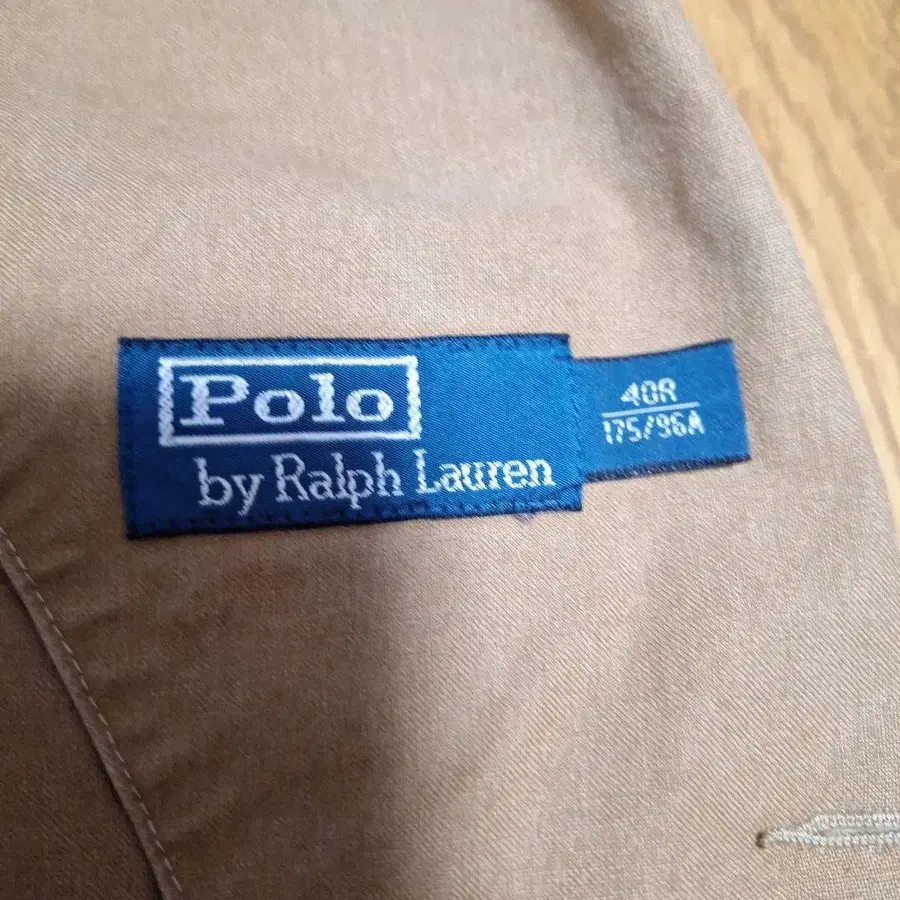 Polo
by Ralph Lauren
40R
175/96A